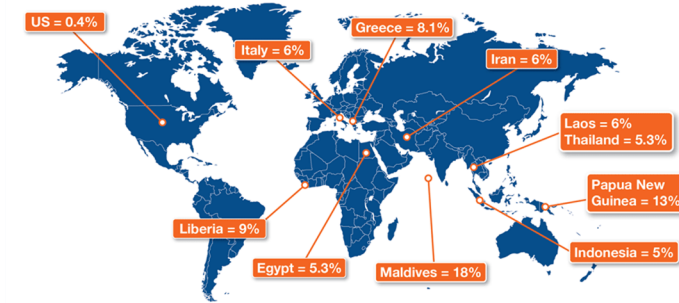 US = 0.4%
Greece = 8.1%
Italy = 6%
Iran = 6%
Laos = 6%
Thailand = 5.3%
Papua New
Guinea = 13%
Liberia = 9%
Indonesia = 5%
Egypt = 5.3%
Maldives = 18%